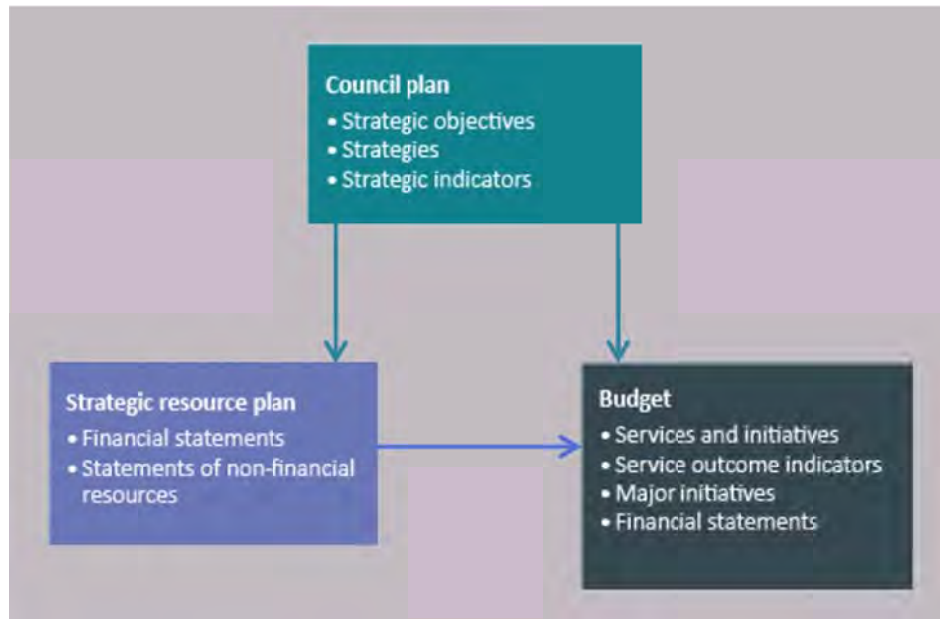 Council plan
• Strategic objectives
• Strategies
• Strategic indicators
Strategic resource plan
• Financial statements
• Statements of non-financial
resources
Budget
• Services and initiatives
• Service outcome indicators
• Major initiatives
• Financial statements